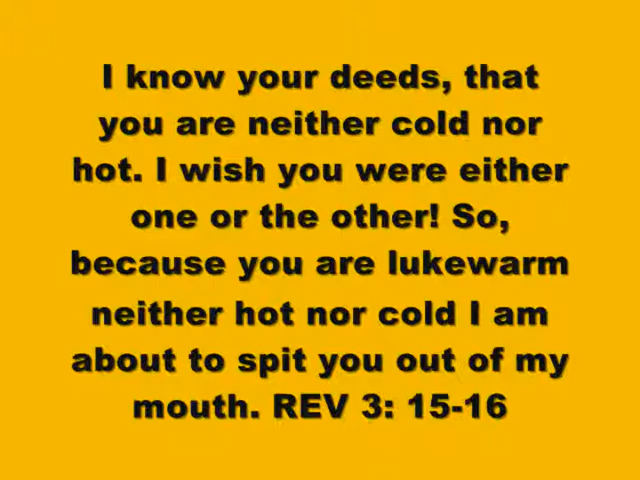 I know your deeds, that
you are neither cold nor
hot. I wish you were either
one or the other! So,
because you are lukewarm
neither hot nor cold I am
about to spit you out of my
mouth. REV 3: 15-16